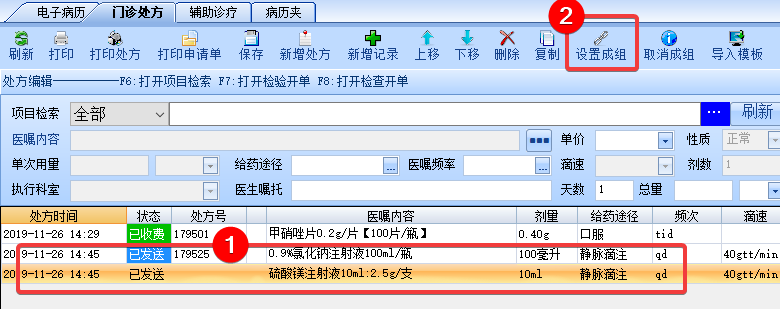 电子病历 门诊处方 辅助诊疗 病历夹
2
刷新 打印 打印处方 打印申请单 保存 新增处方 新增记录 上移 下移 删除 复制 设置成组 取消成组 导入模板
处方编辑————————F6:打开项目检索 F7:打开检验开单 F8:打开检查开单
项目检索 全部 ... 刷新
医嘱内容 单价 性质 正常
单次用量 给药途径 ... 医嘱频率 ... 滴速 剂数 1
执行科室 医生嘱托 天数 1 总量
处方时间 状态 处方号 医嘱内容 剂量 给药途径 频次 滴速
2019-11-26 14:29 已收费 179501 甲硝唑片0.2g/片【100片/瓶】 0.40g 口服 tid
1
2019-11-26 14:45 已发送 179525 0.9%氯化钠注射液100ml/瓶 100毫升 静脉滴注 qd 40gtt/min
2019-11-26 14:45 已发送 硫酸镁注射液10ml:2.5g/支 10ml 静脉滴注 qd 40gtt/min